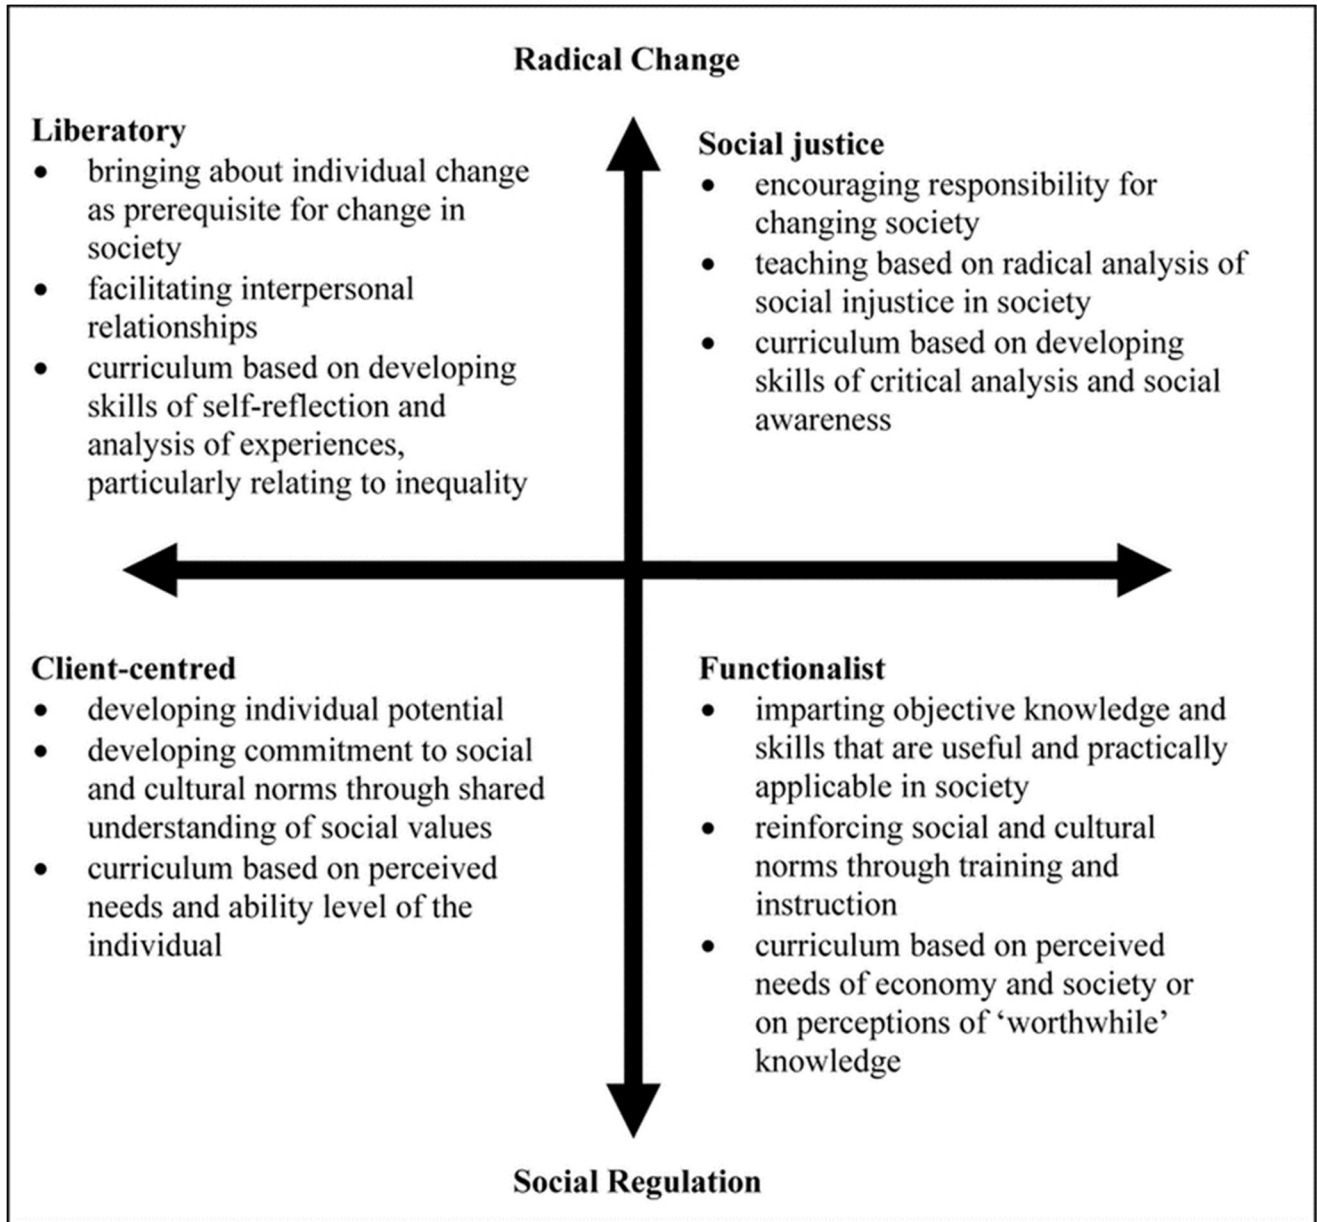 Radical Change
Liberatory
• bringing about individual change
as prerequisite for change in
society
• facilitating interpersonal
relationships
• curriculum based on developing
skills of self-reflection and
analysis of experiences,
particularly relating to inequality
Social justice
• encouraging responsibility for
changing society
• teaching based on radical analysis of
social injustice in society
• curriculum based on developing
skills of critical analysis and social
awareness
Client-centred
• developing individual potential
• developing commitment to social
and cultural norms through shared
understanding of social values
• curriculum based on perceived
needs and ability level of the
individual
Functionalist
• imparting objective knowledge and
skills that are useful and practically
applicable in society
• reinforcing social and cultural
norms through training and
instruction
• curriculum based on perceived
needs of economy and society or
on perceptions of ‘worthwhile’
knowledge
Social Regulation